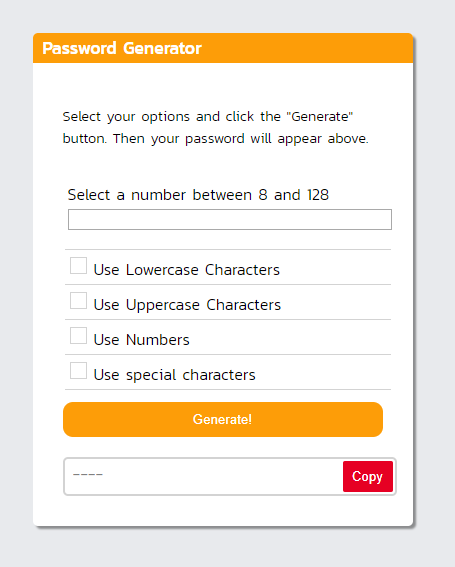 Password Generator
Select your options and click the "Generate"
button. Then your password will appear above.
Select a number between 8 and 128
Use Lowercase Characters
Use Uppercase Characters
Use Numbers
Use special characters
Generate!
----
Copy